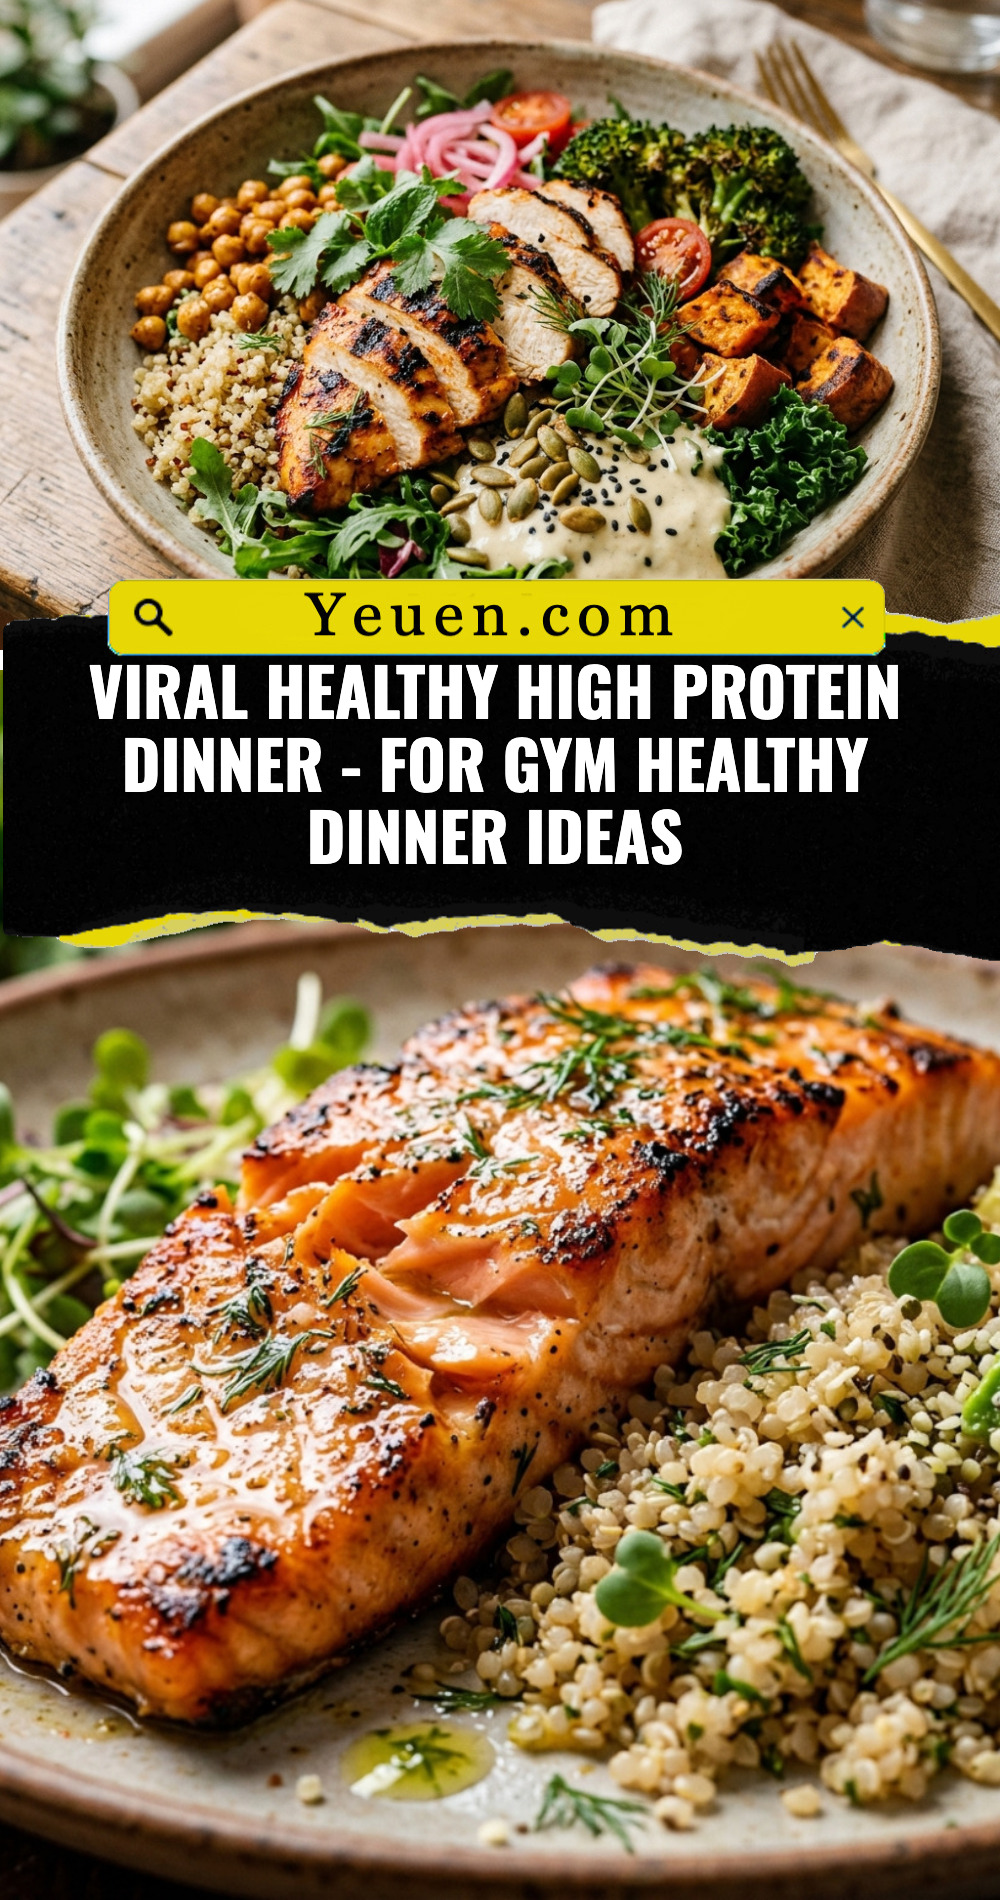 Yeuen.com
VIRAL HEALTHY HIGH PROTEIN
DINNER - FOR GYM HEALTHY
DINNER IDEAS